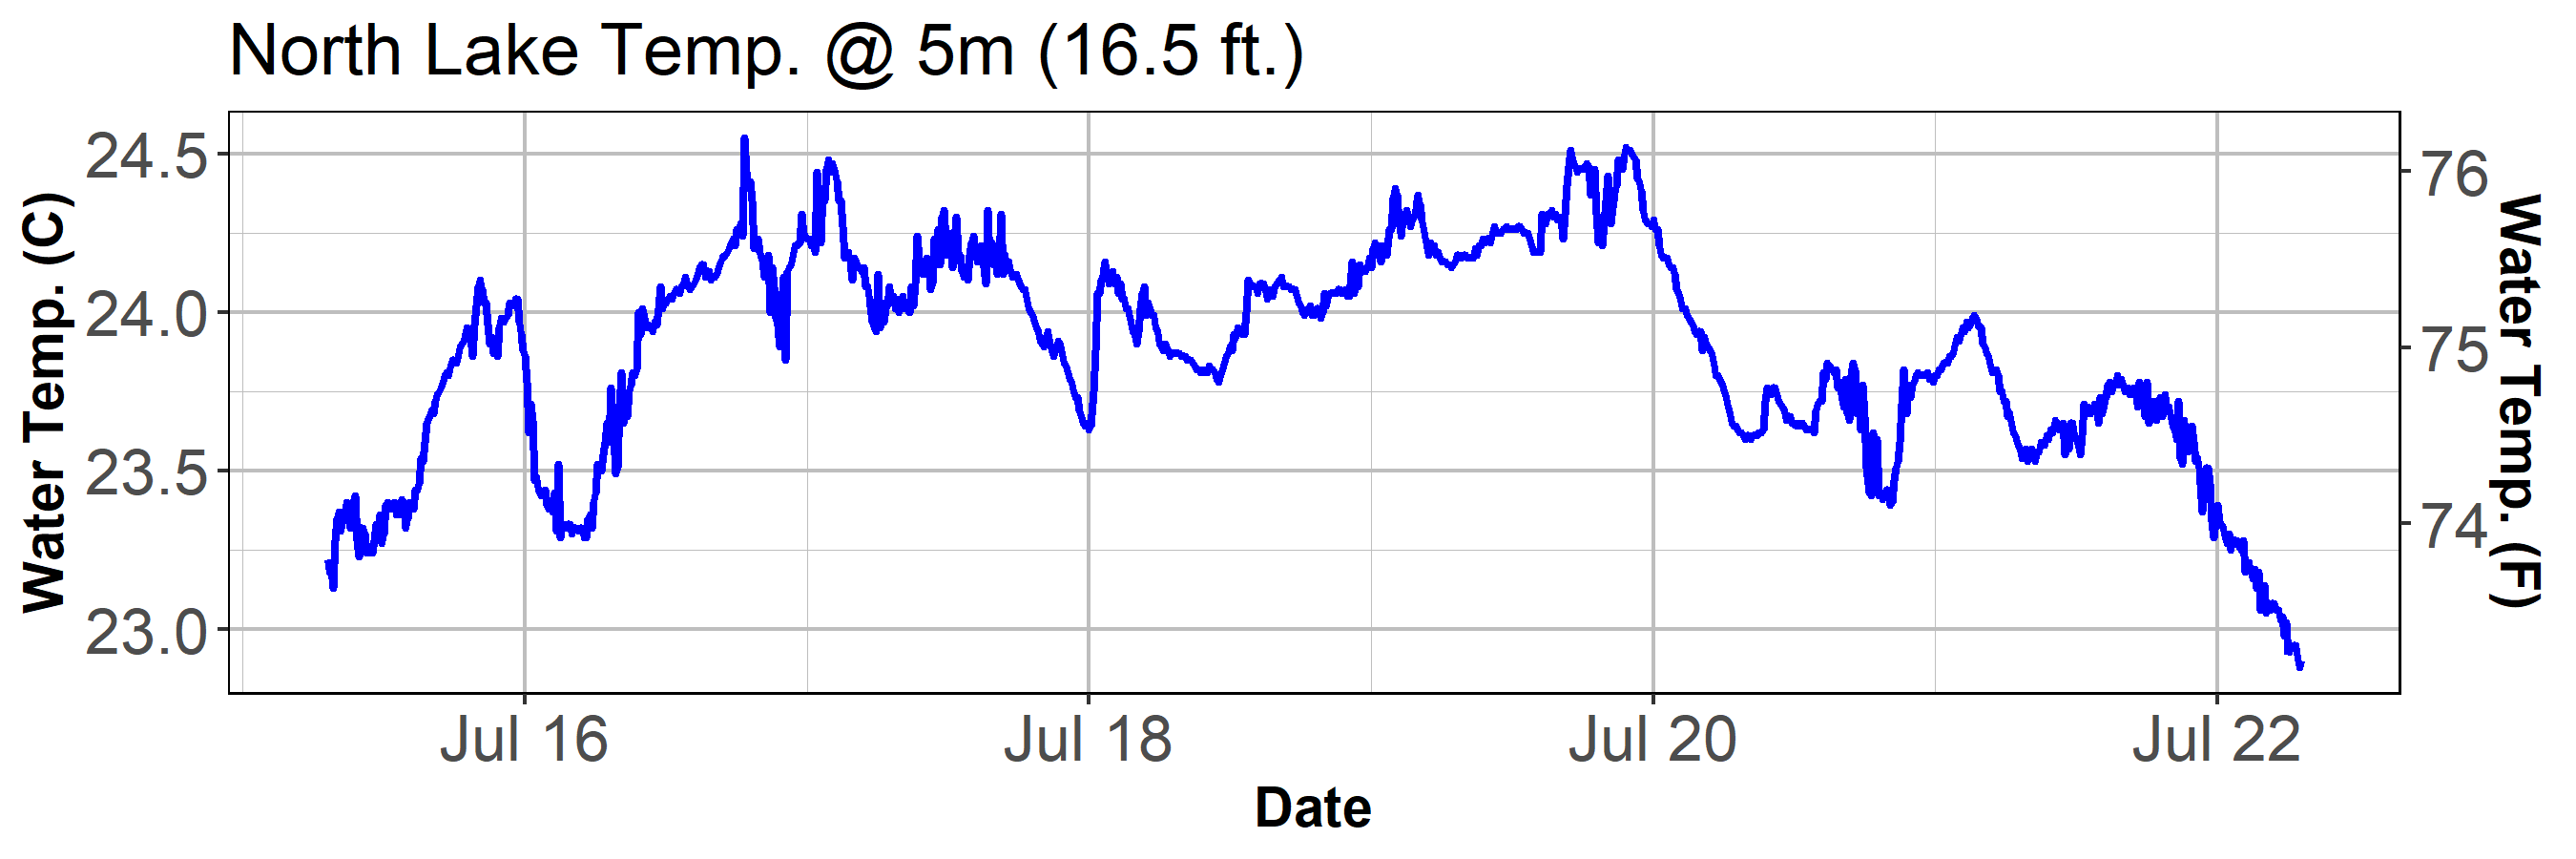 North Lake Temp. @ 5m (16.5 ft.)
Water Temp. (C)
24.5
24.0
23.5
23.0
76
75
74
Water Temp. (F)
Jul 16
Jul 18
Jul 20
Jul 22
Date